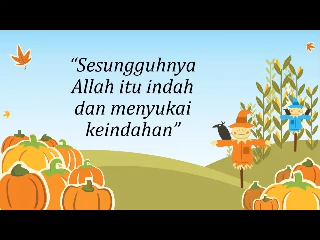 “Sesungguhnya
Allah itu indah
dan menyukai
keindahan”